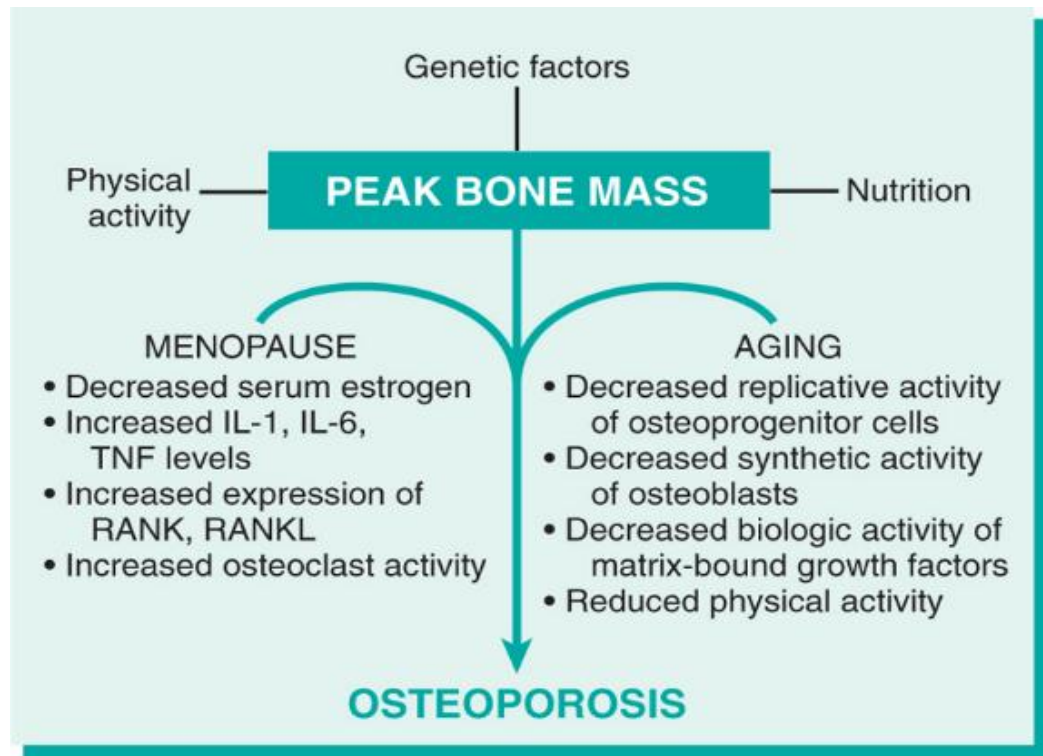 Genetic factors
Physical
activity
PEAK BONE MASS
Nutrition
MENOPAUSE
• Decreased serum estrogen
• Increased IL-1, IL-6,
TNF levels
• Increased expression of
RANK, RANKL
• Increased osteoclast activity
AGING
• Decreased replicative activity
of osteoprogenitor cells
• Decreased synthetic activity
of osteoblasts
• Decreased biologic activity of
matrix-bound growth factors
• Reduced physical activity
OSTEOPOROSIS